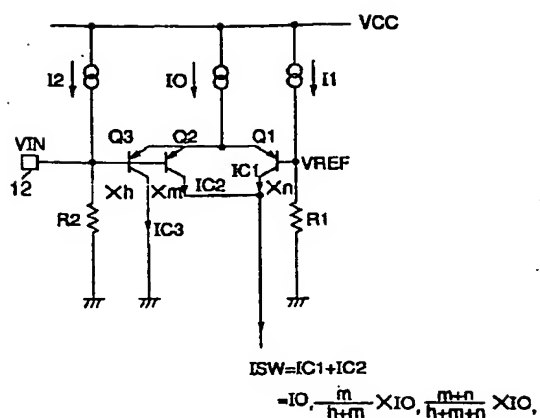 VCC
I2
IO
I1
VIN
12
Q3
Q2
Q1
VREF
IC1
×h
×m
IC2
×n
R2
IC3
R1
ISW=IC1+IC2
=IO, m/h+m ×IO, m+n/h+m+n ×IO,